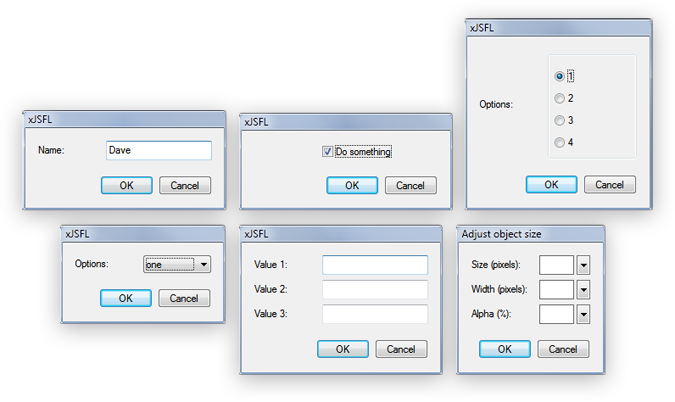 xJSFL
Name:
Dave
OK
Cancel
xJSFL
Do something
OK
Cancel
xJSFL
Options:
1
2
3
4
OK
Cancel
xJSFL
Options:
one
OK
Cancel
xJSFL
Value 1:
Value 2:
Value 3:
OK
Cancel
Adjust object size
Size (pixels):
Width (pixels):
Alpha (%):
OK
Cancel